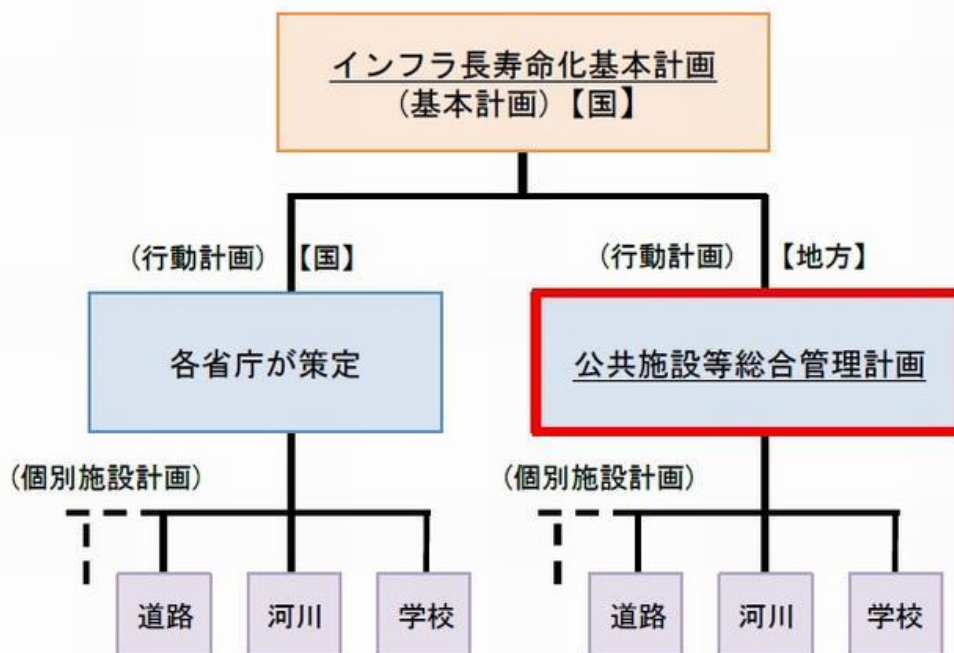 インフラ長寿命化基本計画
(基本計画)【国】
(行動計画) 【国】
(行動計画) 【地方】
各省庁が策定
公共施設等総合管理計画
(個別施設計画)
(個別施設計画)
道路
河川
学校
道路
河川
学校